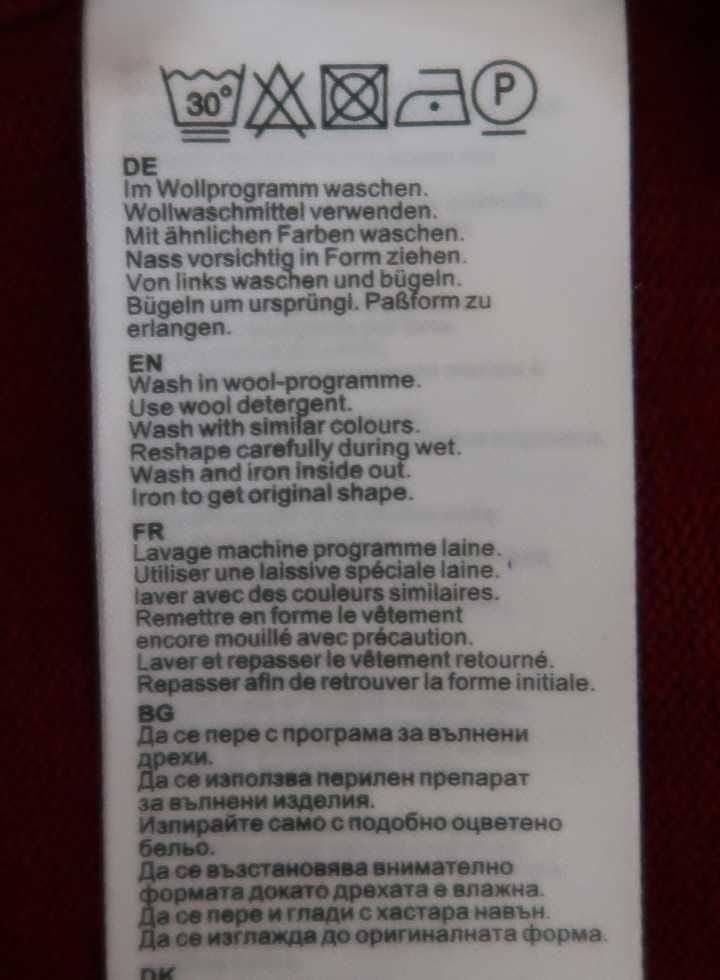 30° P
DE
Im Wollprogramm waschen.
Wollwaschmittel verwenden.
Mit ähnlichen Farben waschen.
Nass vorsichtig in Form ziehen.
Von links waschen und bügeln.
Bügeln um ursprüngl. Paßform zu
erlangen.
EN
Wash in wool-programme.
Use wool detergent.
Wash with similar colours.
Reshape carefully during wet.
Wash and iron inside out.
Iron to get original shape.
FR
Lavage machine programme laine.
Utiliser une laissive spéciale laine.
laver avec des couleurs similaires.
Remettre en forme le vêtement
encore mouillé avec précaution.
Laver et repasser le vêtement retourné.
Repasser afin de retrouver la forme initiale.
BG
Да се пере с програма за вълнени
дрехи.
Да се използва перилен препарат
за вълнени изделия.
Изпирайте само с подобно оцветено
бельо.
Да се възстановява внимателно
формата докато дрехата е влажна.
Да се пере и глади с хастара навън.
Да се изглажда до оригиналната форма.
DK